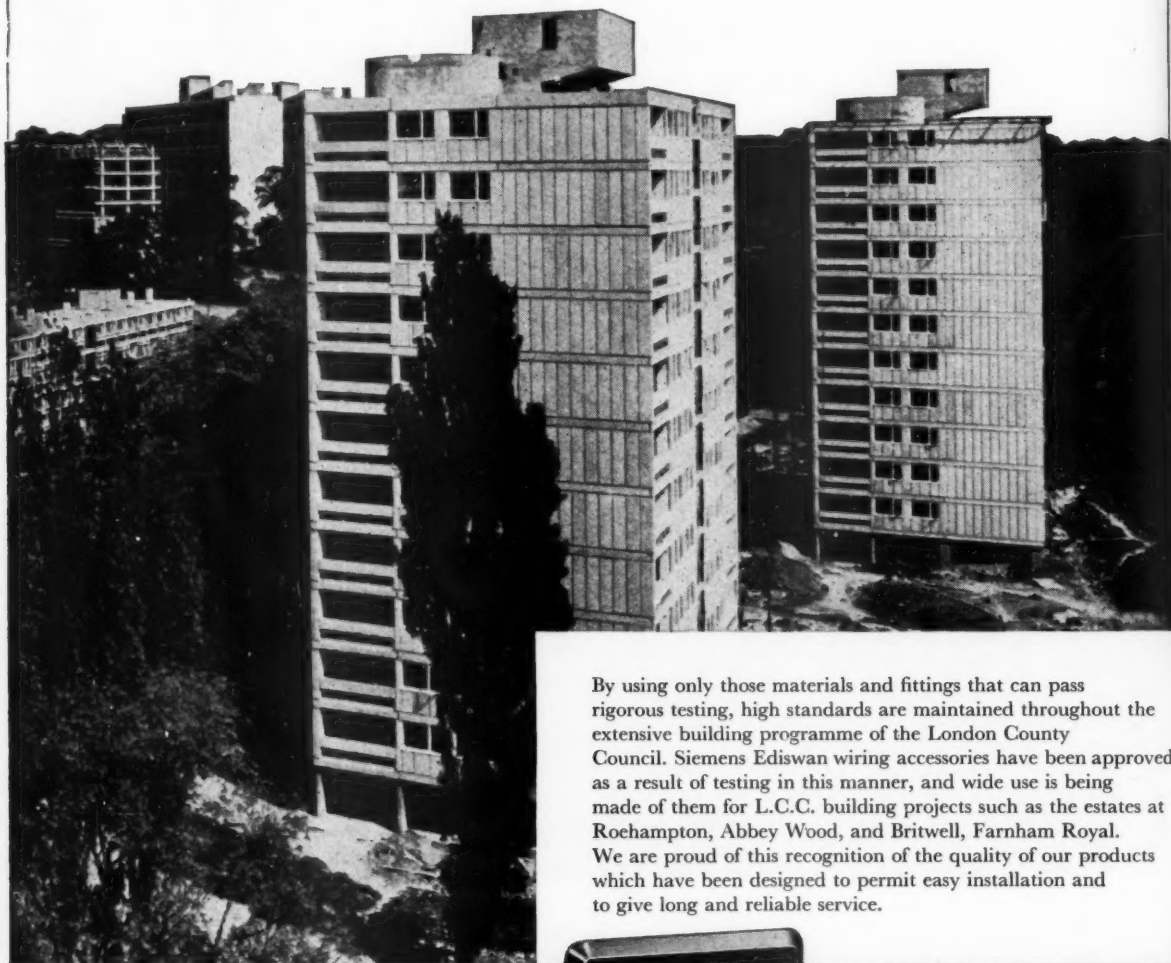 By using only those materials and fittings that can pass
rigorous testing, high standards are maintained throughout the
extensive building programme of the London County
Council. Siemens Ediswan wiring accessories have been approved
as a result of testing in this manner, and wide use is being
made of them for L.C.C. building projects such as the estates at
Roehampton, Abbey Wood, and Britwell, Farnham Royal.
We are proud of this recognition of the quality of our products
which have been designed to permit easy installation and
to give long and reliable service.